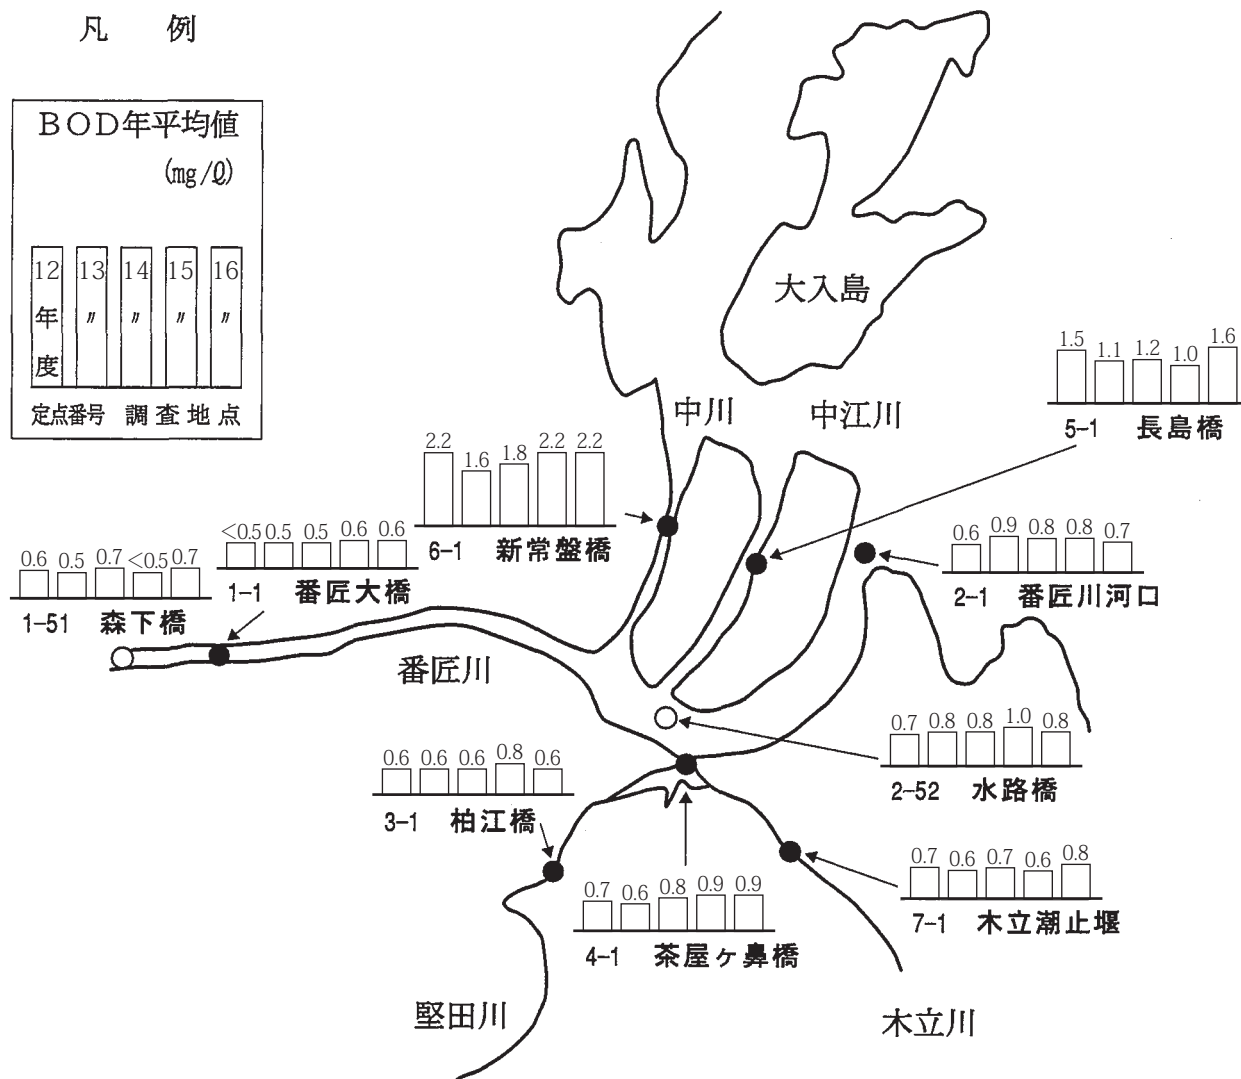 凡 例
BOD年平均値
(mg/ℓ)
12 13 14 15 16
年 〃 〃 〃 〃
度
定点番号 調査地点
大入島
中川
中江川
1.5 1.1 1.2 1.0 1.6
5-1 長島橋
2.2 1.6 1.8 2.2 2.2
6-1 新常盤橋
<0.5 0.5 0.5 0.6 0.6
1-1 番匠大橋
0.6 0.5 0.7 <0.5 0.7
1-51 森下橋
0.6 0.9 0.8 0.8 0.7
2-1 番匠川河口
番匠川
0.7 0.8 0.8 1.0 0.8
2-52 水路橋
0.6 0.6 0.6 0.8 0.6
3-1 柏江橋
0.7 0.6 0.7 0.6 0.8
7-1 木立潮止堰
0.7 0.6 0.8 0.9 0.9
4-1 茶屋ヶ鼻橋
堅田川
木立川